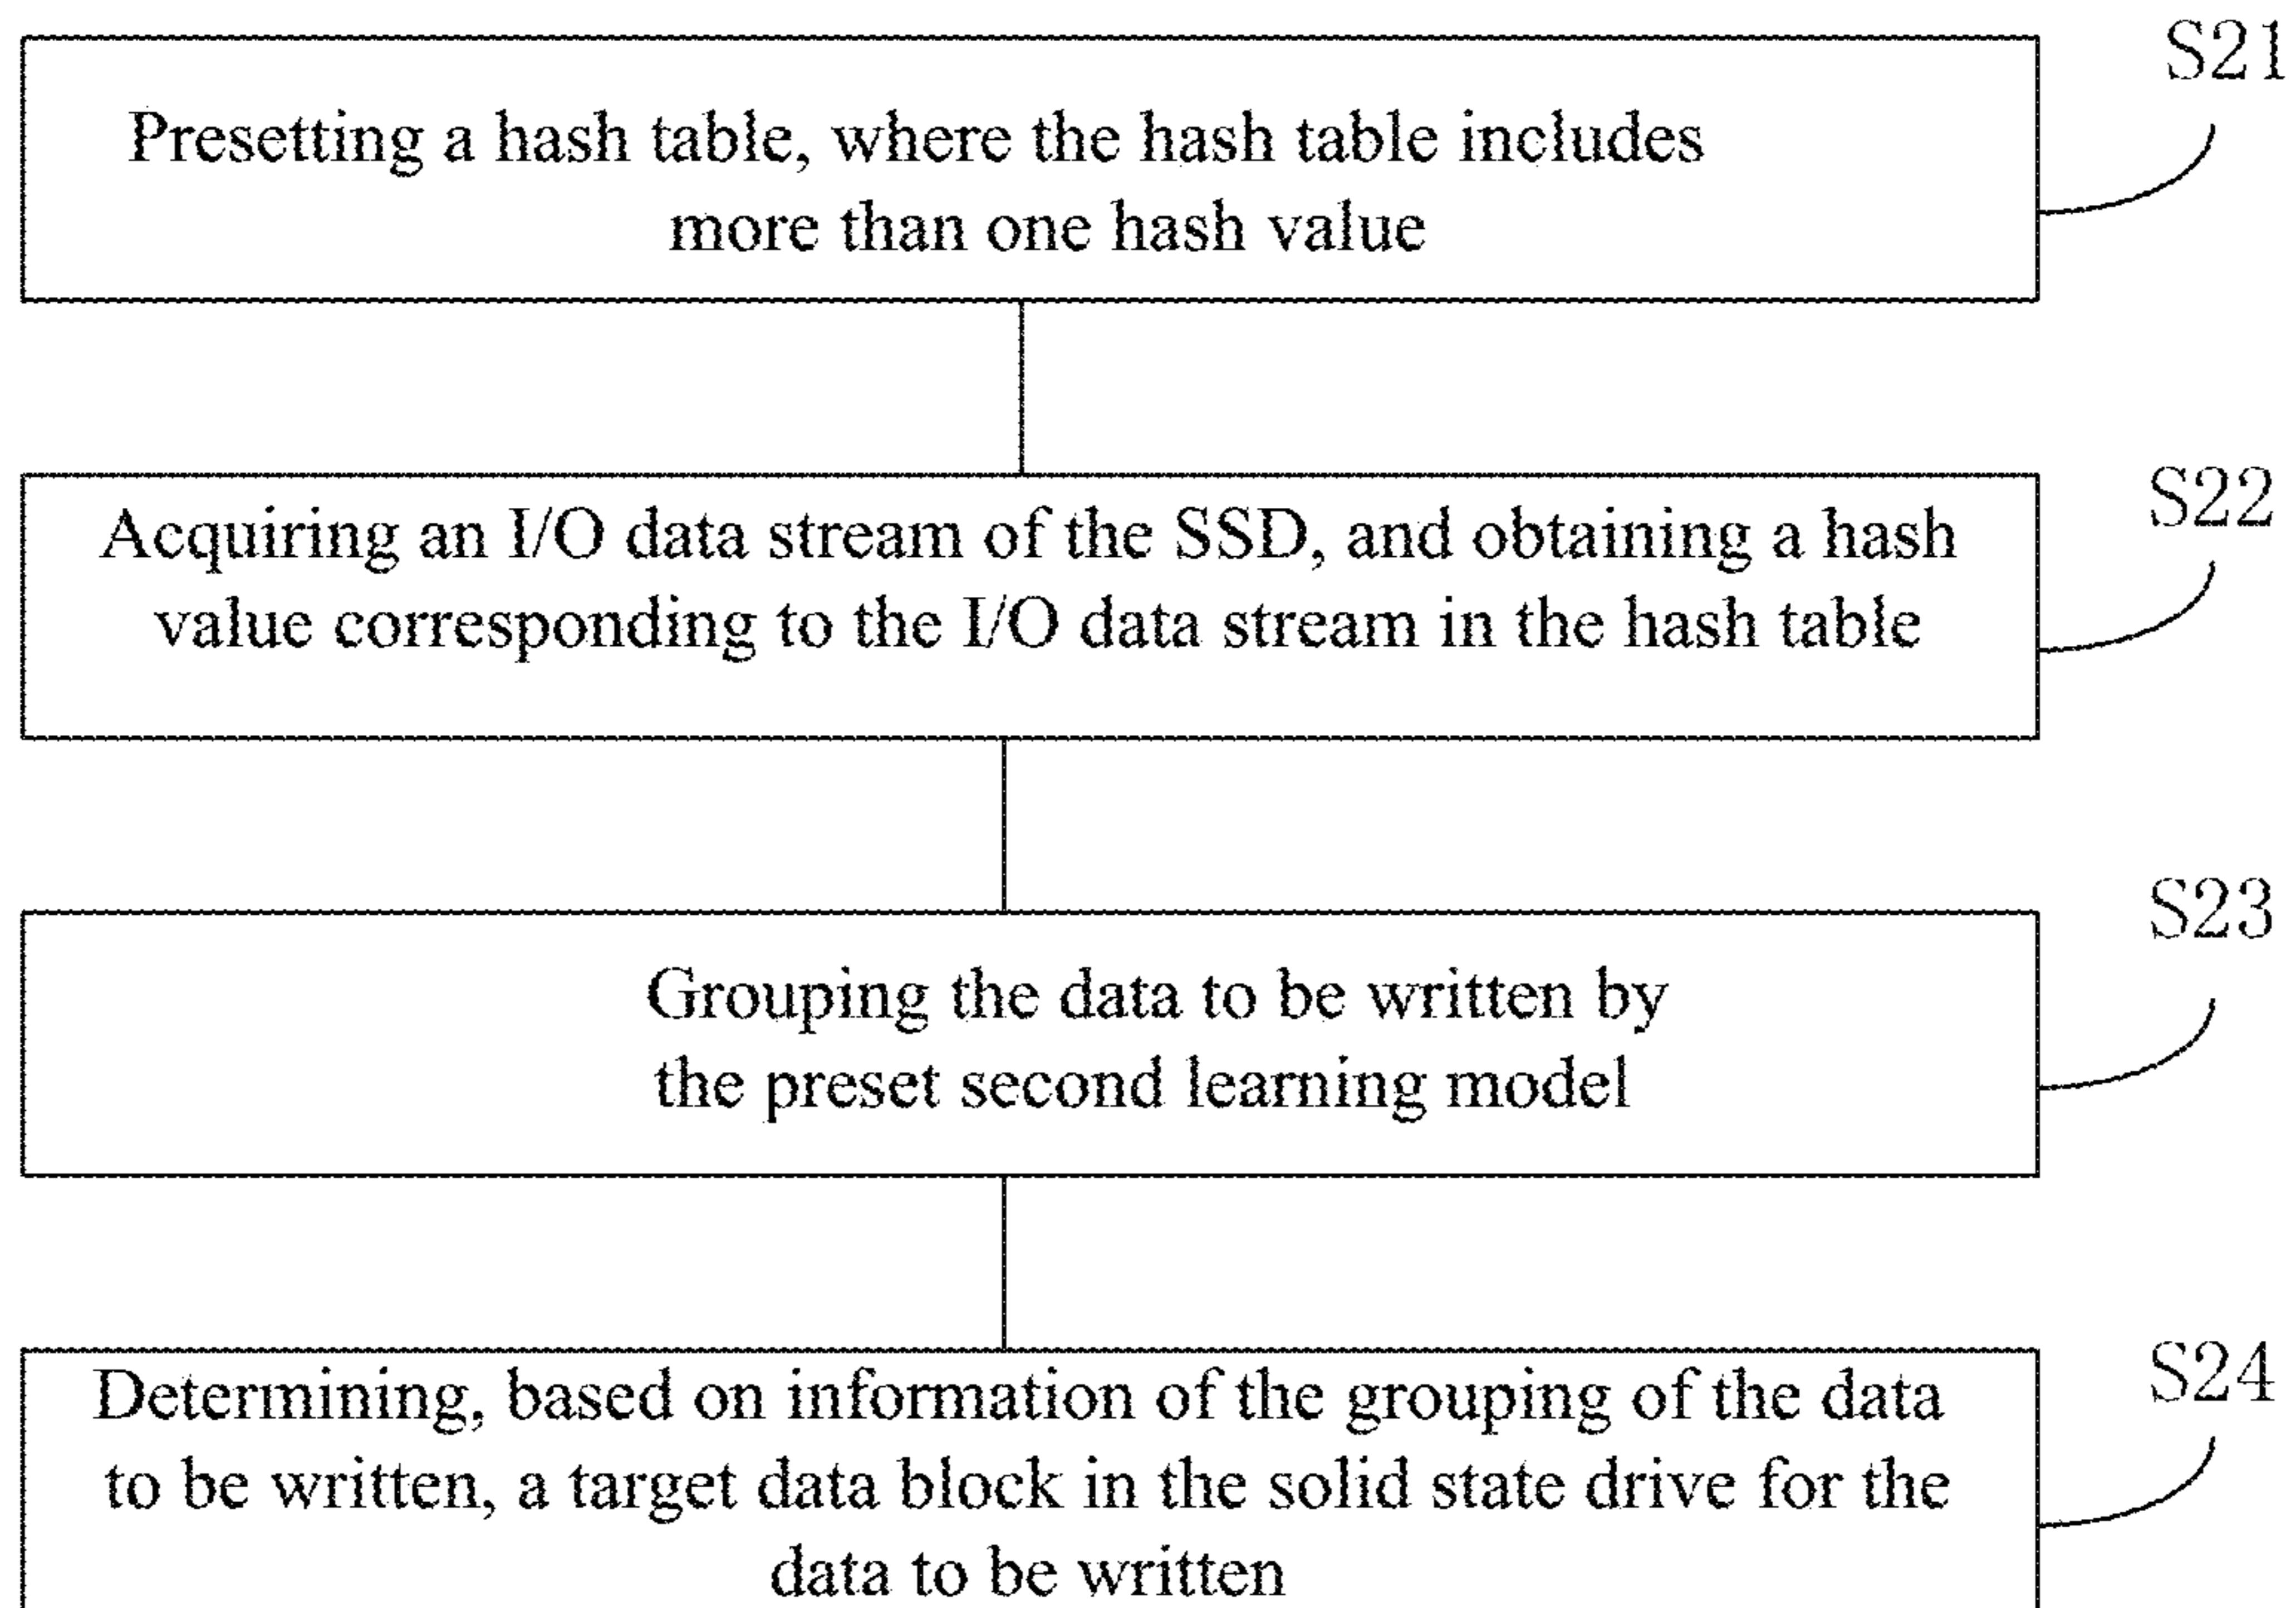 S21
Presetting a hash table, where the hash table includes
more than one hash value
S22
Acquiring an I/O data stream of the SSD, and obtaining a hash
value corresponding to the I/O data stream in the hash table
S23
Grouping the data to be written by
the preset second learning model
S24
Determining, based on information of the grouping of the data
to be written, a target data block in the solid state drive for the
data to be written